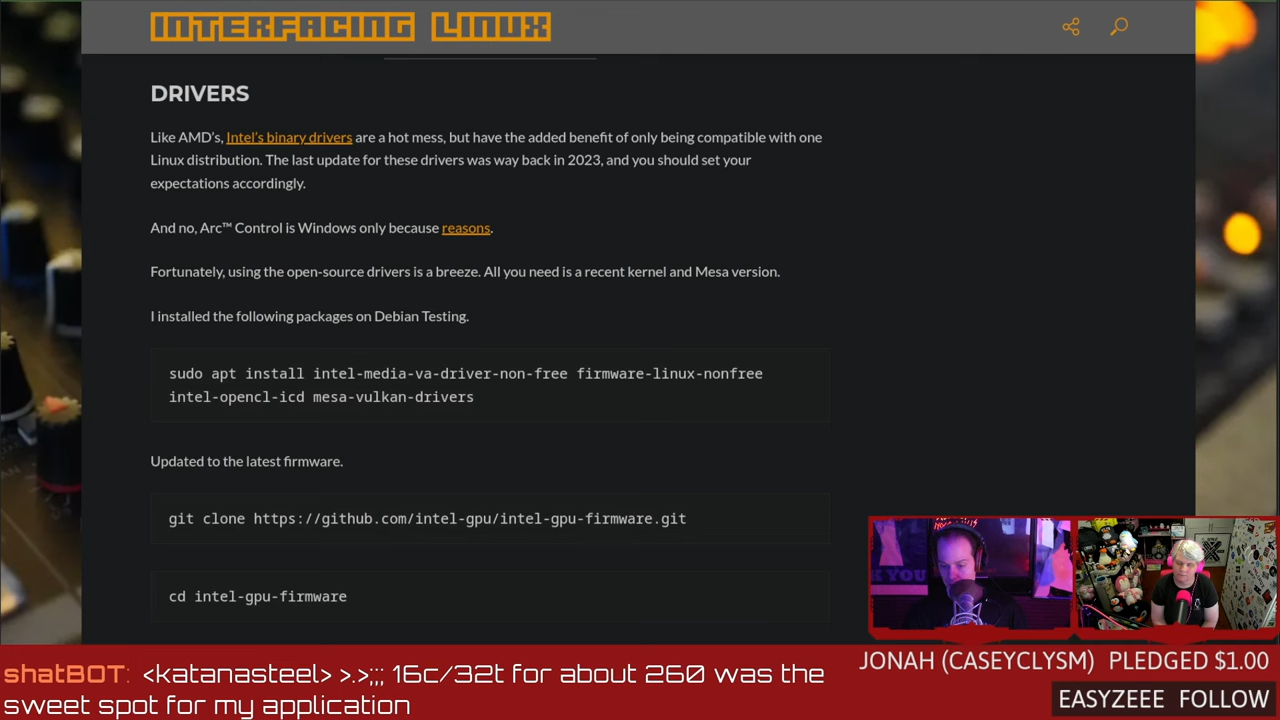 INTERFACING LINUX
DRIVERS
Like AMD's, Intel's binary drivers are a hot mess, but have the added benefit of only being compatible with one
Linux distribution. The last update for these drivers was way back in 2023, and you should set your
expectations accordingly.
And no, Arc™ Control is Windows only because reasons.
Fortunately, using the open-source drivers is a breeze. All you need is a recent kernel and Mesa version.
I installed the following packages on Debian Testing.
sudo apt install intel-media-va-driver-non-free firmware-linux-nonfree
intel-opencl-icd mesa-vulkan-drivers
Updated to the latest firmware.
git clone https://github.com/intel-gpu/intel-gpu-firmware.git
cd intel-gpu-firmware
shatBOT: <katanasteel> >.>;;; 16c/32t for about 260 was the
sweet spot for my application
JONAH (CASEYCLYSM) PLEDGED $1.00
EASYZEEE FOLLOW